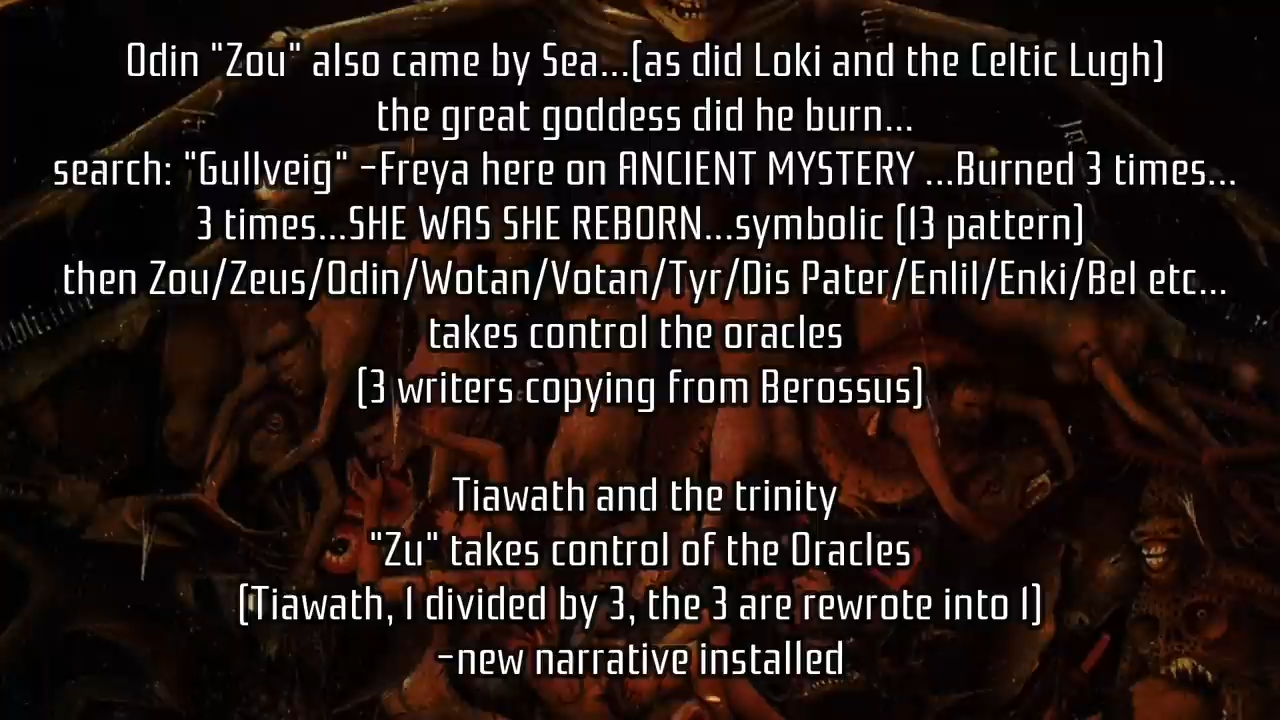 Odin "Zou" also came by Sea...(as did Loki and the Celtic Lugh)
the great goddess did he burn...
search: "Gullveig" -Freya here on ANCIENT MYSTERY ...Burned 3 times...
3 times...SHE WAS SHE REBORN...symbolic (13 pattern)
then Zou/Zeus/Odin/Wotan/Votan/Tyr/Dis Pater/Enlil/Enki/Bel etc...
takes control the oracles
(3 writers copying from Berossus)
Tiawath and the trinity
"Zu" takes control of the Oracles
(Tiawath, 1 divided by 3, the 3 are rewrote into 1)
-new narrative installed